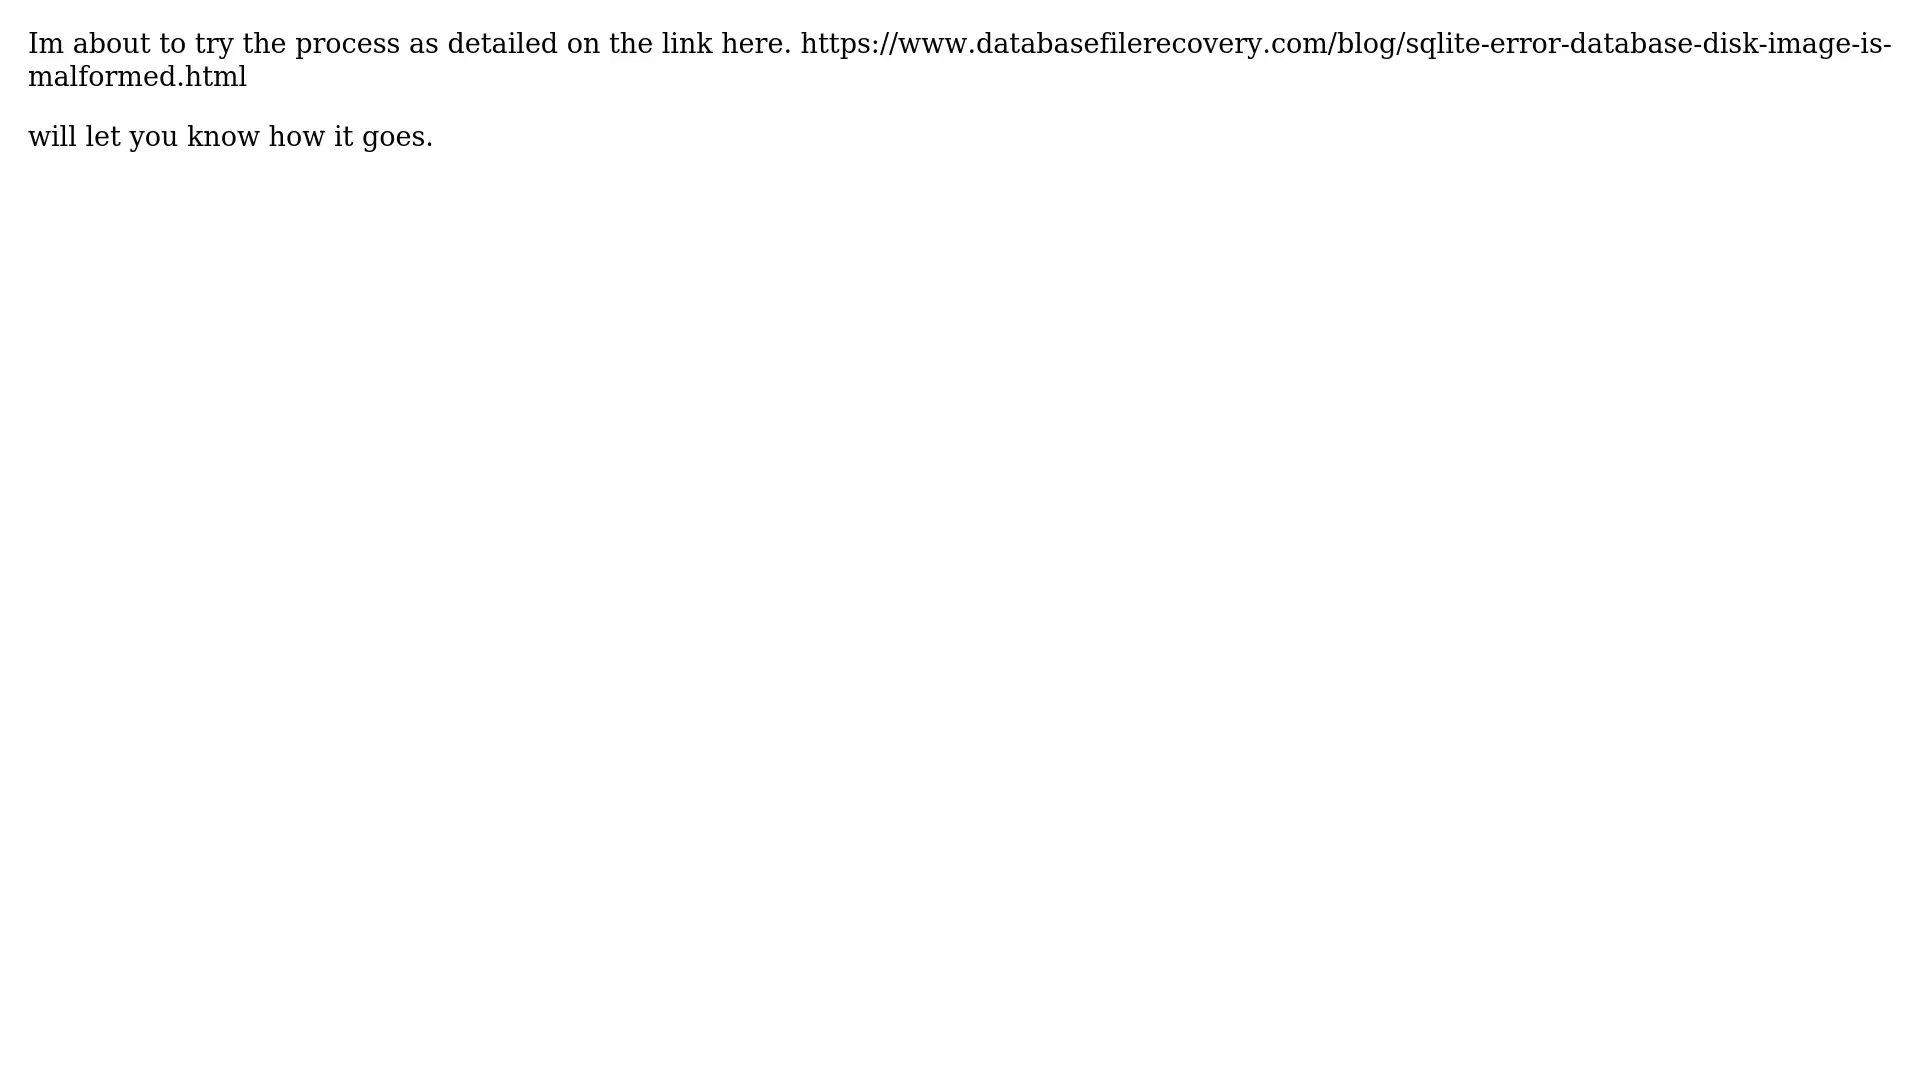 Im about to try the process as detailed on the link here. https://www.databasefilerecovery.com/blog/sqlite-error-database-disk-image-is-
malformed.html
will let you know how it goes.